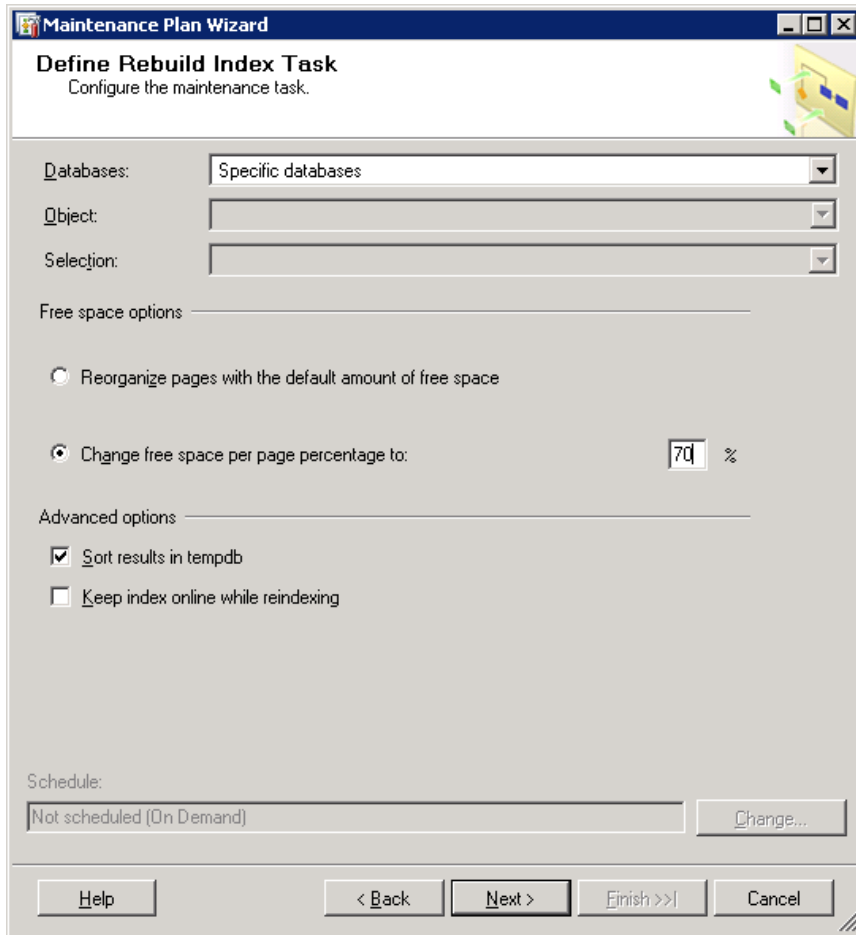 Maintenance Plan Wizard
Define Rebuild Index Task
Configure the maintenance task.
Databases: Specific databases
Object:
Selection:
Free space options
Reorganize pages with the default amount of free space
Change free space per page percentage to: 70 %
Advanced options
Sort results in tempdb
Keep index online while reindexing
Schedule:
Not scheduled (On Demand) Change...
Help < Back Next > Finish >>| Cancel